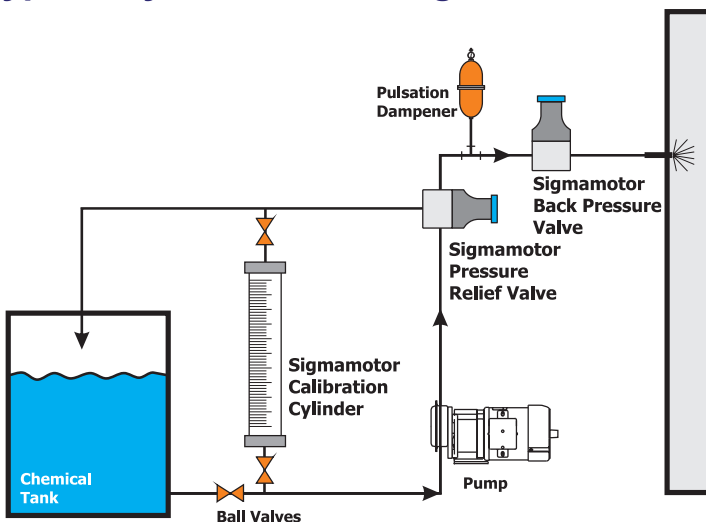 Pulsation
Dampener
Sigmamotor
Back Pressure
Valve
Sigmamotor
Pressure
Relief Valve
Sigmamotor
Calibration
Cylinder
Chemical
Tank
Pump
Ball Valves